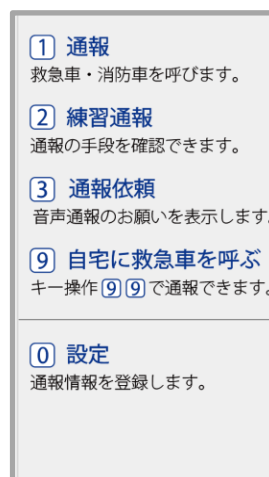 1 通報
救急車・消防車を呼びます。
2 練習通報
通報の手段を確認できます。
3 通報依頼
音声通報のお願いを表示します。
9 自宅に救急車を呼ぶ
キー操作99で通報できます。
0 設定
通報情報を登録します。